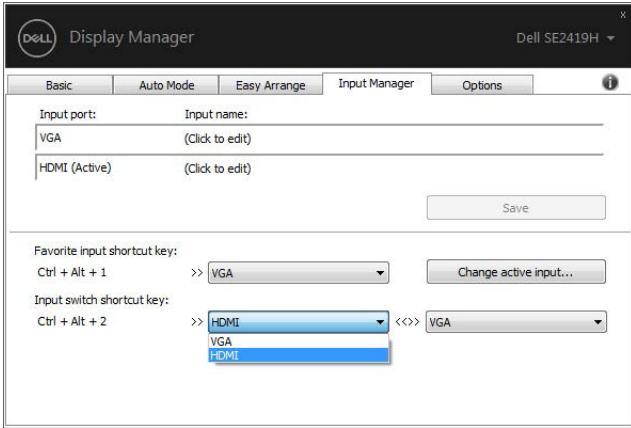 x
DELL Display Manager Dell SE2419H
Basic Auto Mode Easy Arrange Input Manager Options i
Input port: Input name:
VGA (Click to edit)
HDMI (Active) (Click to edit)
Save
Favorite input shortcut key:
Ctrl + Alt + 1 >> VGA Change active input...
Input switch shortcut key:
Ctrl + Alt + 2 >> HDMI <<>> VGA
VGA
HDMI